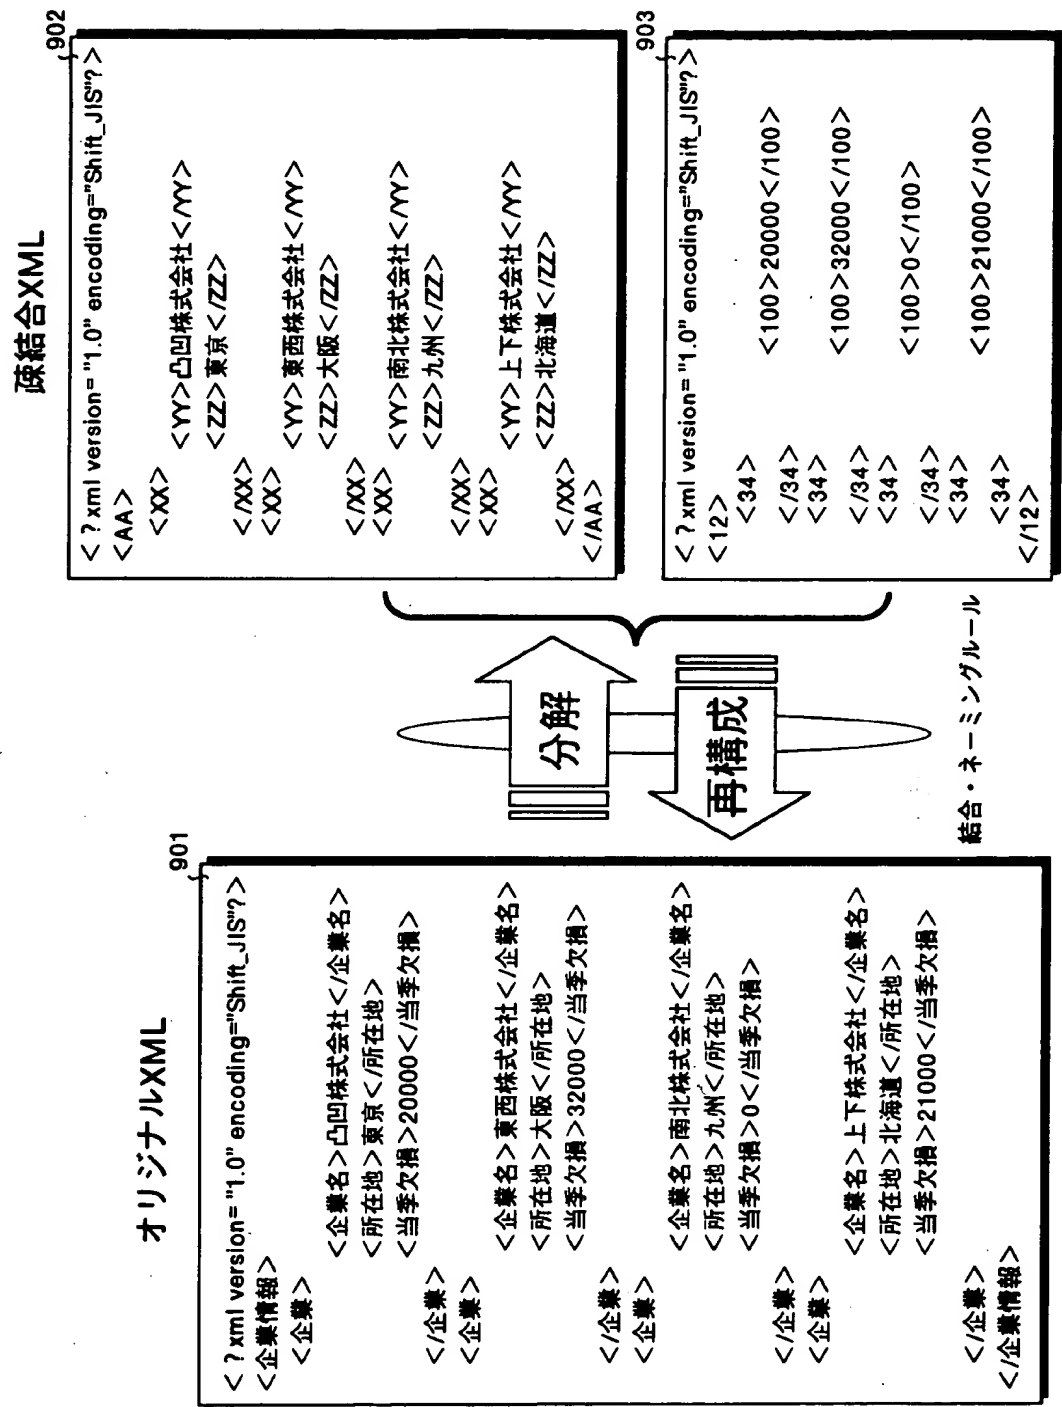 オリジナルXML
901
<?xml version="1.0" encoding="Shift_JIS"?>
<企業情報>
<企業>
<企業名>凸凹株式会社</企業名>
<所在地>東京</所在地>
<当季欠損>20000</当季欠損>
</企業>
<企業>
<企業名>東西株式会社</企業名>
<所在地>大阪</所在地>
<当季欠損>32000</当季欠損>
</企業>
<企業>
<企業名>南北株式会社</企業名>
<所在地>九州</所在地>
<当季欠損>0</当季欠損>
</企業>
<企業>
<企業名>上下株式会社</企業名>
<所在地>北海道</所在地>
<当季欠損>21000</当季欠損>
</企業>
</企業情報>
分解
再構成
結合・ネーミングルール
疎結合XML
902
<?xml version="1.0" encoding="Shift_JIS"?>
<AA>
<XX>
<YY>凸凹株式会社</YY>
<ZZ>東京</ZZ>
</XX>
<XX>
<YY>東西株式会社</YY>
<ZZ>大阪</ZZ>
</XX>
<XX>
<YY>南北株式会社</YY>
<ZZ>九州</ZZ>
</XX>
<XX>
<YY>上下株式会社</YY>
<ZZ>北海道</ZZ>
</XX>
</AA>
903
<?xml version="1.0" encoding="Shift_JIS"?>
<12>
<34>
<100>20000</100>
</34>
<34>
<100>32000</100>
</34>
<34>
<100>0</100>
</34>
<34>
<100>21000</100>
<34>
</12>